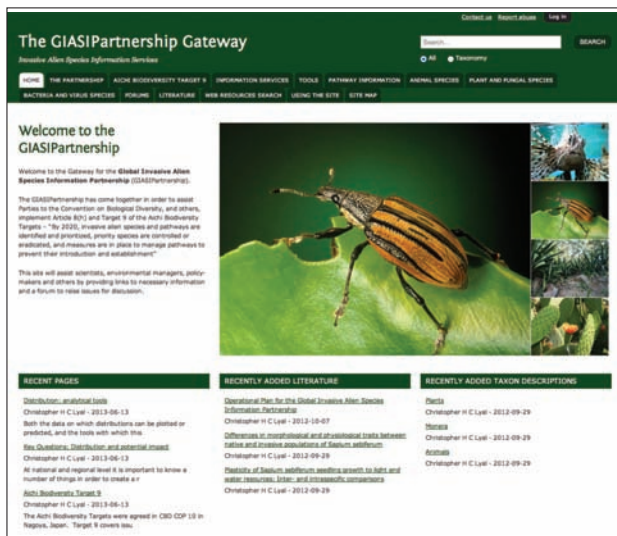 Contact us Report abuse Log in
The GIASIPartnership Gateway
Invasive Alien Species Information Services
Search...
SEARCH
All Taxonomy
HOME THE PARTNERSHIP AICHI BIODIVERSITY TARGET 9 INFORMATION SERVICES TOOLS PATHWAY INFORMATION ANIMAL SPECIES PLANT AND FUNGAL SPECIES
BACTERIA AND VIRUS SPECIES FORUMS LITERATURE WEB RESOURCES SEARCH USING THE SITE SITE MAP
Welcome to the
GIASIPartnership
Welcome to the Gateway for the Global Invasive Alien
Species Information Partnership (GIASIPartnership).
The GIASIPartnership has come together in order to assist
Parties to the Convention on Biological Diversity, and others,
implement Article 8(h) and Target 9 of the Aichi Biodiversity
Targets – "By 2020, invasive alien species and pathways are
identified and prioritized, priority species are controlled or
eradicated, and measures are in place to manage pathways to
prevent their introduction and establishment"
This site will assist scientists, environmental managers, policy-
makers and others by providing links to necessary information
and a forum to raise issues for discussion.
RECENT PAGES
Distribution: analytical tools
Christopher H C Lyal - 2013-06-13
Both the data on which distributions can be plotted or
predicted, and the tools with which this
Key Questions: Distribution and potential impact
Christopher H C Lyal - 2013-06-13
At national and regional level it is important to know a
number of things in order to create a r
Aichi Biodiversity Target 9
Christopher H C Lyal - 2013-06-13
The Aichi Biodiversity Targets were agreed in CBD COP 10 in
Nagoya, Japan. Target 9 covers issu
RECENTLY ADDED LITERATURE
Operational Plan for the Global Invasive Alien Species
Information Partnership
Christopher H C Lyal - 2012-10-07
Differences in morphological and physiological traits between
native and invasive populations of Sapium sebiferum
Christopher H C Lyal - 2012-09-29
Plasticity of Sapium sebiferum seedling growth to light and
water resources: Inter- and intraspecific comparisons
Christopher H C Lyal - 2012-09-29
RECENTLY ADDED TAXON DESCRIPTIONS
Plants
Christopher H C Lyal - 2012-09-29
Monera
Christopher H C Lyal - 2012-09-29
Animals
Christopher H C Lyal - 2012-09-29